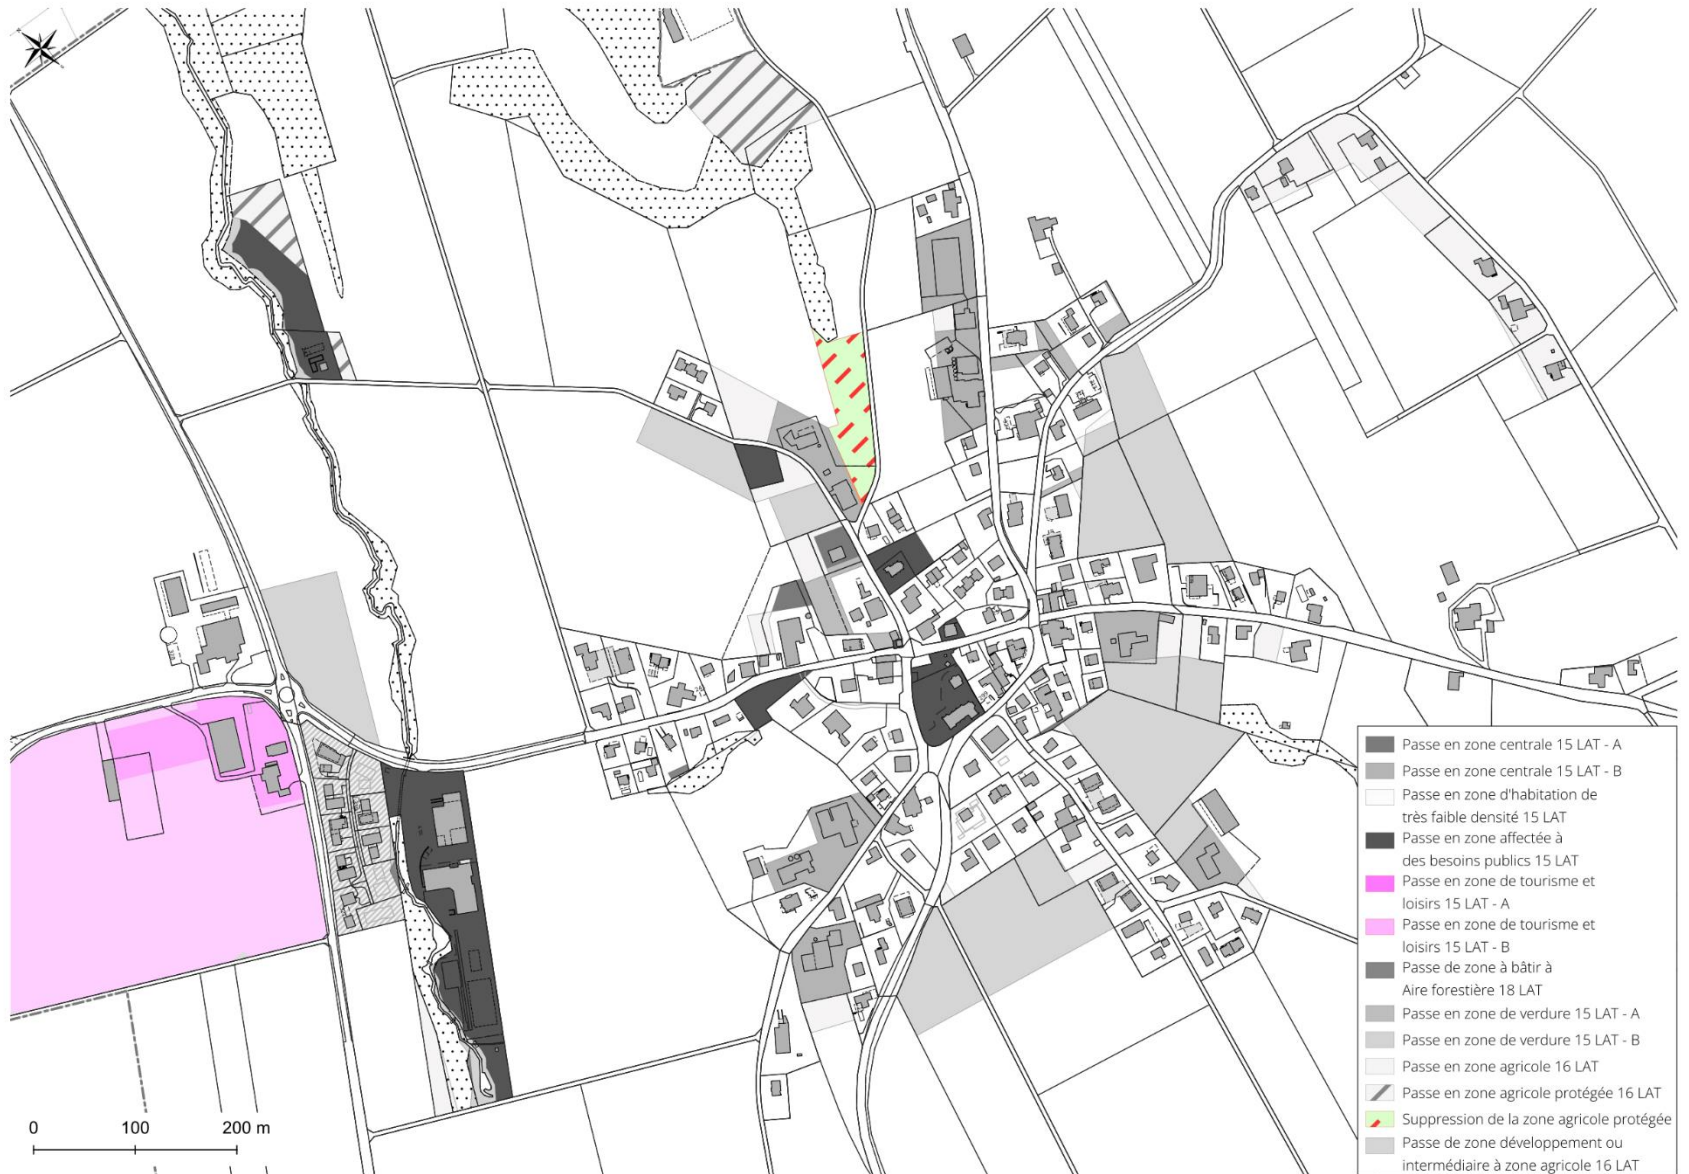 Passe en zone centrale 15 LAT - A
Passe en zone centrale 15 LAT - B
Passe en zone d'habitation de
très faible densité 15 LAT
Passe en zone affectée à
des besoins publics 15 LAT
Passe en zone de tourisme et
loisirs 15 LAT - A
Passe en zone de tourisme et
loisirs 15 LAT - B
Passe de zone à bâtir à
Aire forestière 18 LAT
Passe en zone de verdure 15 LAT - A
Passe en zone de verdure 15 LAT - B
Passe en zone agricole 16 LAT
Passe en zone agricole protégée 16 LAT
Suppression de la zone agricole protégée
Passe de zone développement ou
intermédiaire à zone agricole 16 LAT
0 100 200 m